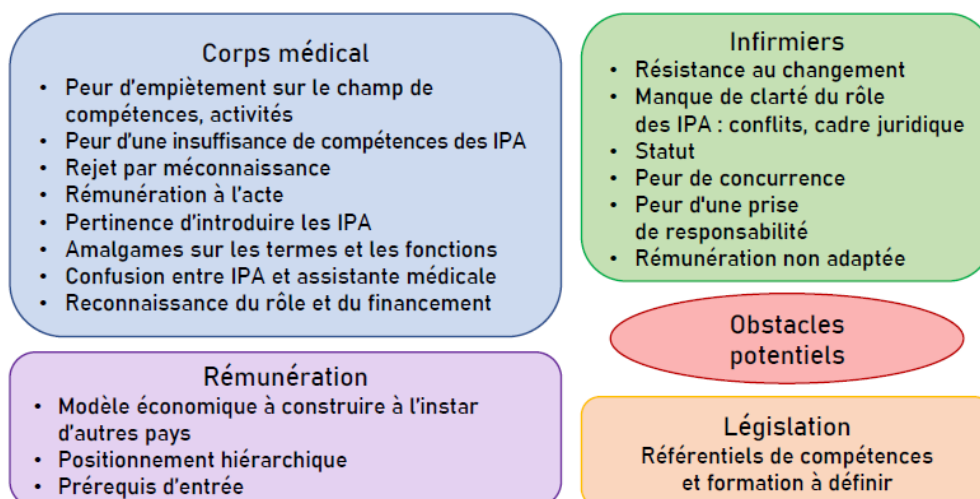 Corps médical
• Peur d’empiètement sur le champ de
compétences, activités
• Peur d’une insuffisance de compétences des IPA
• Rejet par méconnaissance
• Rémunération à l’acte
• Pertinence d’introduire les IPA
• Amalgames sur les termes et les fonctions
• Confusion entre IPA et assistante médicale
• Reconnaissance du rôle et du financement
Infirmiers
• Résistance au changement
• Manque de clarté du rôle
des IPA : conflits, cadre juridique
• Statut
• Peur de concurrence
• Peur d'une prise
de responsabilité
• Rémunération non adaptée
Obstacles
potentiels
Rémunération
• Modèle économique à construire à l’instar
d’autres pays
• Positionnement hiérarchique
• Prérequis d’entrée
Législation
Référentiels de compétences
et formation à définir